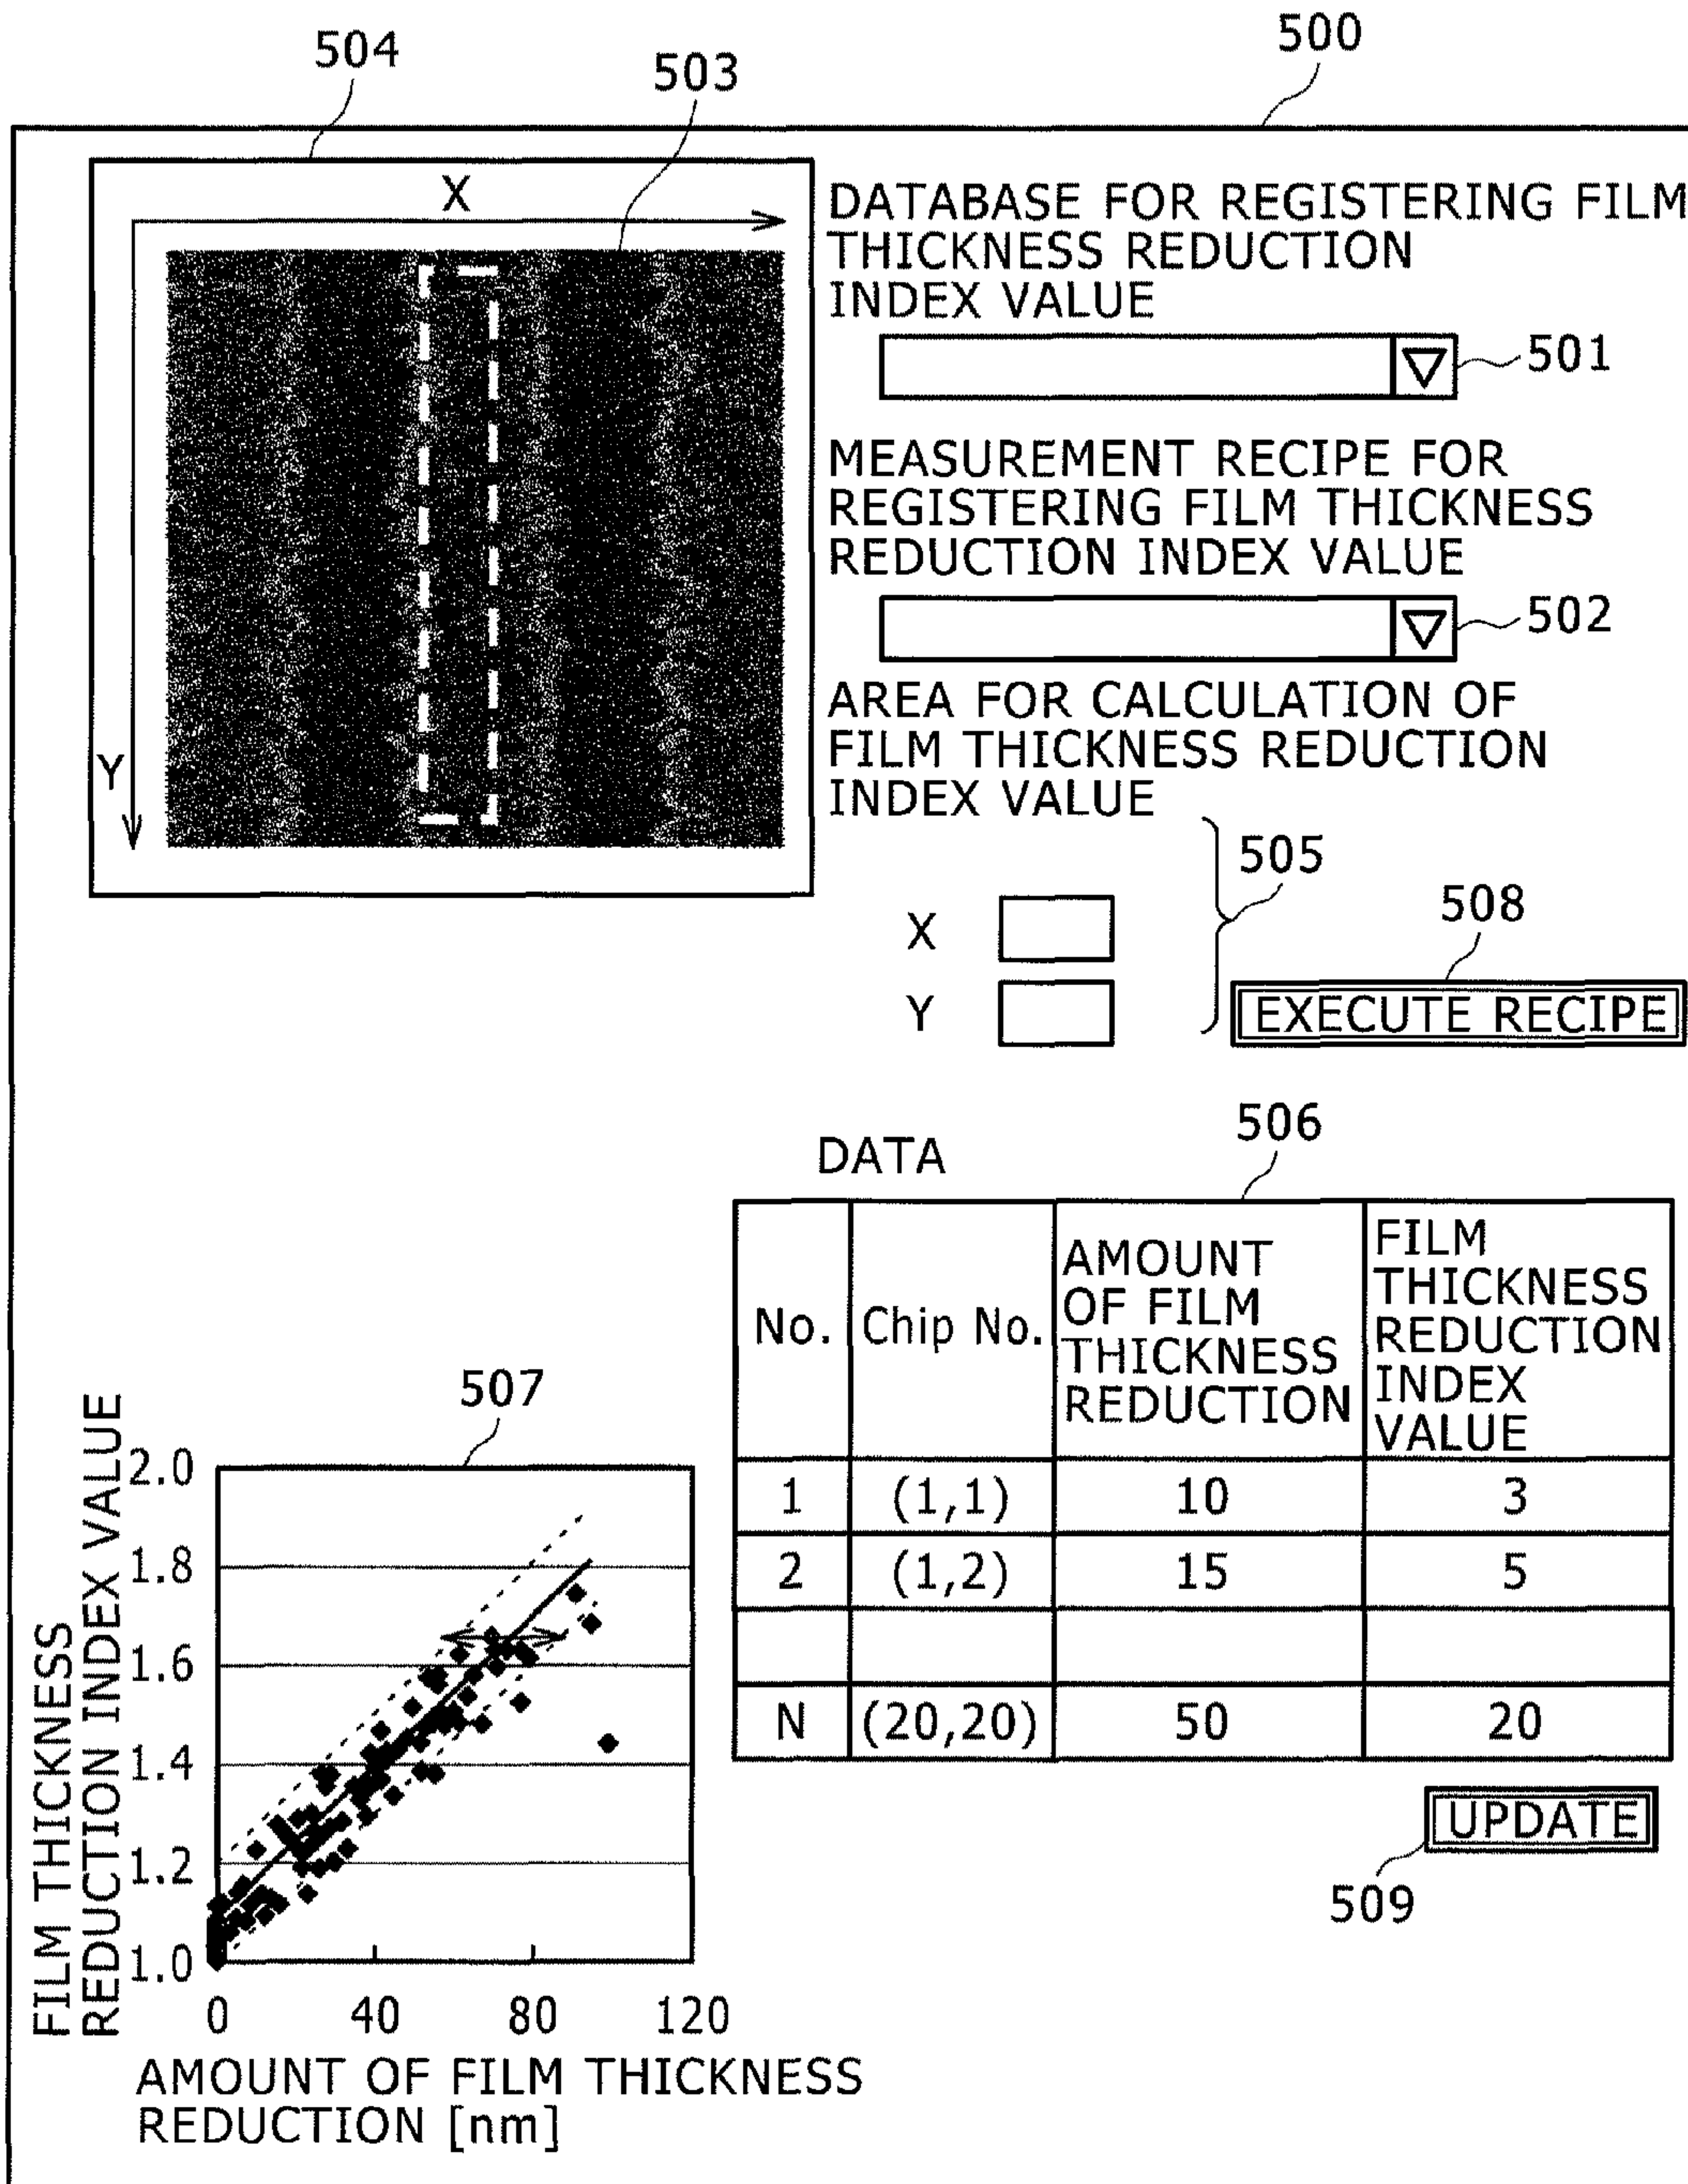 504
503
500
X
Y
DATABASE FOR REGISTERING FILM
THICKNESS REDUCTION
INDEX VALUE
501
MEASUREMENT RECIPE FOR
REGISTERING FILM THICKNESS
REDUCTION INDEX VALUE
502
AREA FOR CALCULATION OF
FILM THICKNESS REDUCTION
INDEX VALUE
505
X
Y
508
EXECUTE RECIPE
DATA
506
No.
Chip No.
AMOUNT
OF FILM
THICKNESS
REDUCTION
FILM
THICKNESS
REDUCTION
INDEX
VALUE
1 (1,1) 10 3
2 (1,2) 15 5
N (20,20) 50 20
UPDATE
509
507
FILM THICKNESS
REDUCTION INDEX VALUE
2.0
1.8
1.6
1.4
1.2
1.0
0 40 80 120
AMOUNT OF FILM THICKNESS
REDUCTION [nm]